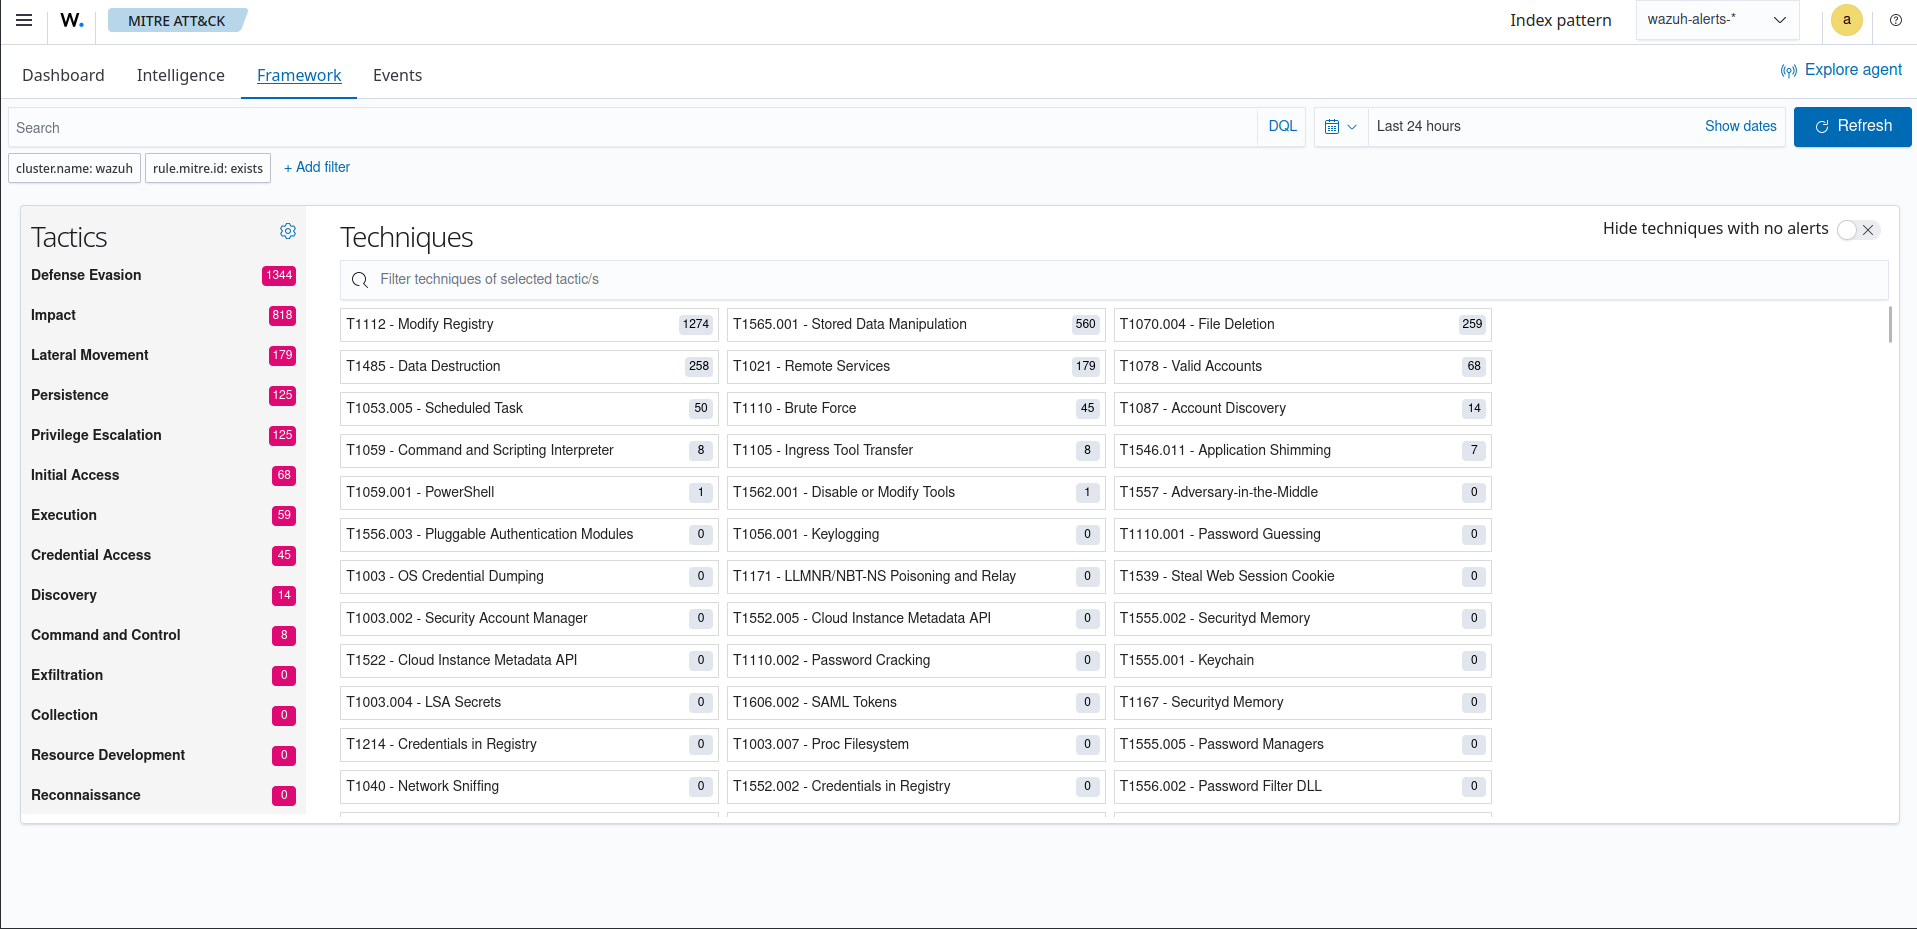 W. MITRE ATT&CK Index pattern wazuh-alerts-* a
Dashboard Intelligence Framework Events Explore agent
Search DQL Last 24 hours Show dates Refresh
cluster.name: wazuh rule.mitre.id: exists + Add filter
Tactics
Defense Evasion 1344
Impact 818
Lateral Movement 179
Persistence 125
Privilege Escalation 125
Initial Access 68
Execution 59
Credential Access 45
Discovery 14
Command and Control 8
Exfiltration 0
Collection 0
Resource Development 0
Reconnaissance 0
Techniques Hide techniques with no alerts
Filter techniques of selected tactic/s
T1112 - Modify Registry 1274 T1565.001 - Stored Data Manipulation 560 T1070.004 - File Deletion 259
T1485 - Data Destruction 258 T1021 - Remote Services 179 T1078 - Valid Accounts 68
T1053.005 - Scheduled Task 50 T1110 - Brute Force 45 T1087 - Account Discovery 14
T1059 - Command and Scripting Interpreter 8 T1105 - Ingress Tool Transfer 8 T1546.011 - Application Shimming 7
T1059.001 - PowerShell 1 T1562.001 - Disable or Modify Tools 1 T1557 - Adversary-in-the-Middle 0
T1556.003 - Pluggable Authentication Modules 0 T1056.001 - Keylogging 0 T1110.001 - Password Guessing 0
T1003 - OS Credential Dumping 0 T1171 - LLMNR/NBT-NS Poisoning and Relay 0 T1539 - Steal Web Session Cookie 0
T1003.002 - Security Account Manager 0 T1552.005 - Cloud Instance Metadata API 0 T1555.002 - Securityd Memory 0
T1522 - Cloud Instance Metadata API 0 T1110.002 - Password Cracking 0 T1555.001 - Keychain 0
T1003.004 - LSA Secrets 0 T1606.002 - SAML Tokens 0 T1167 - Securityd Memory 0
T1214 - Credentials in Registry 0 T1003.007 - Proc Filesystem 0 T1555.005 - Password Managers 0
T1040 - Network Sniffing 0 T1552.002 - Credentials in Registry 0 T1556.002 - Password Filter DLL 0